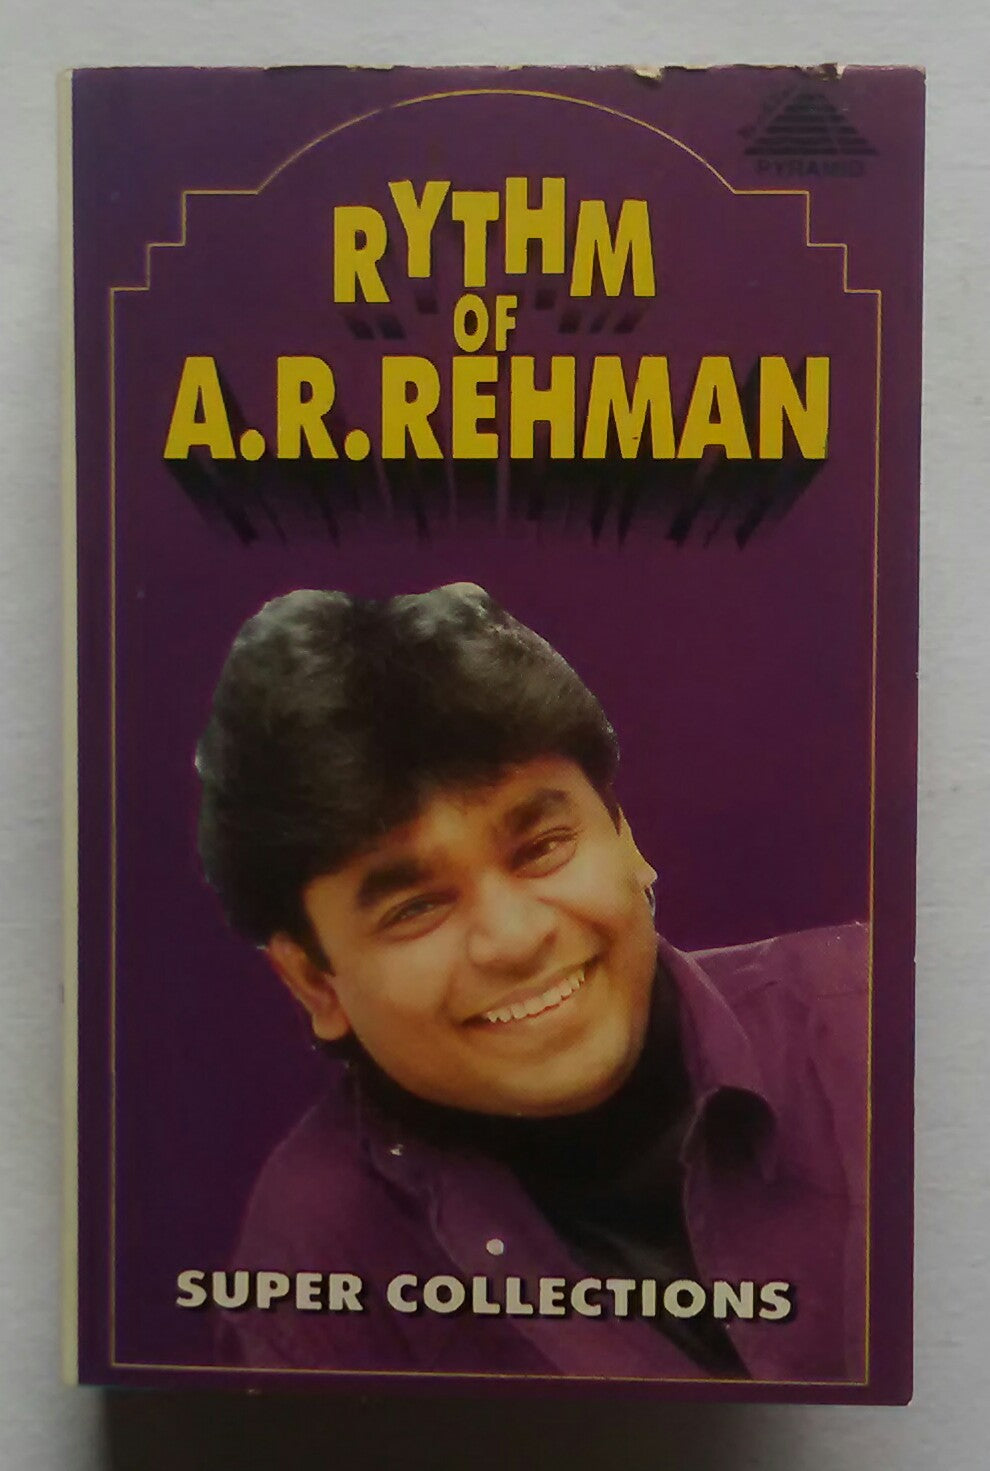 PYRAMID
RYTHM
OF
A.R.REHMAN
SUPER COLLECTIONS